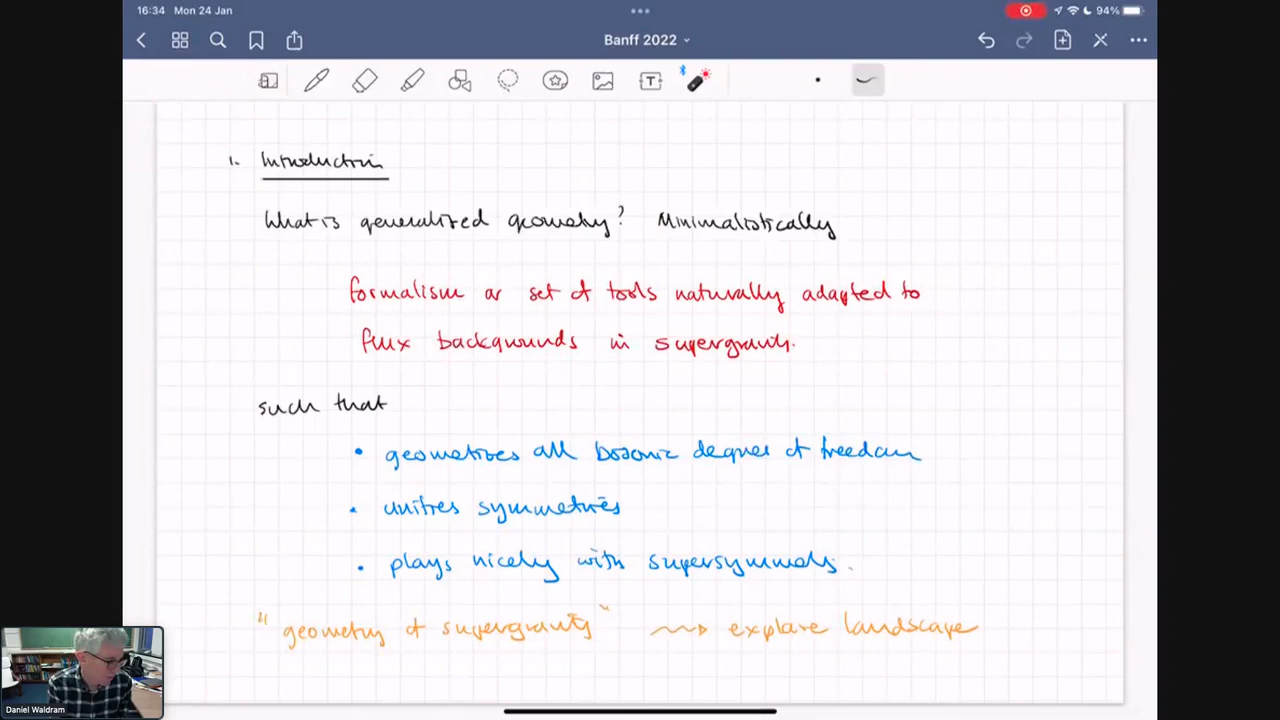 16:34 Mon 24 Jan
94%
Banff 2022
T
1. Introduction
What is generalized geometry? Minimalistically
formalism or set of tools naturally adapted to
flux backgrounds in supergravity.
such that
• geometrizes all bosonic degrees of freedom
• unifies symmetries
• plays nicely with supersymmetry.
"geometry of supergravity" ⇝ explore landscape
Daniel Waldram